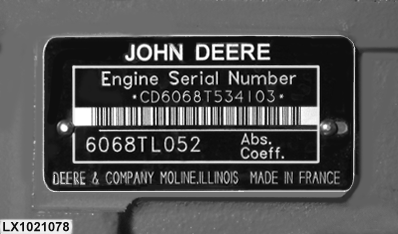 JOHN DEERE
Engine Serial Number
*CD6068T534103*
6068TL052 Abs.
Coeff.
DEERE & COMPANY MOLINE,ILLINOIS MADE IN FRANCE
LX1021078